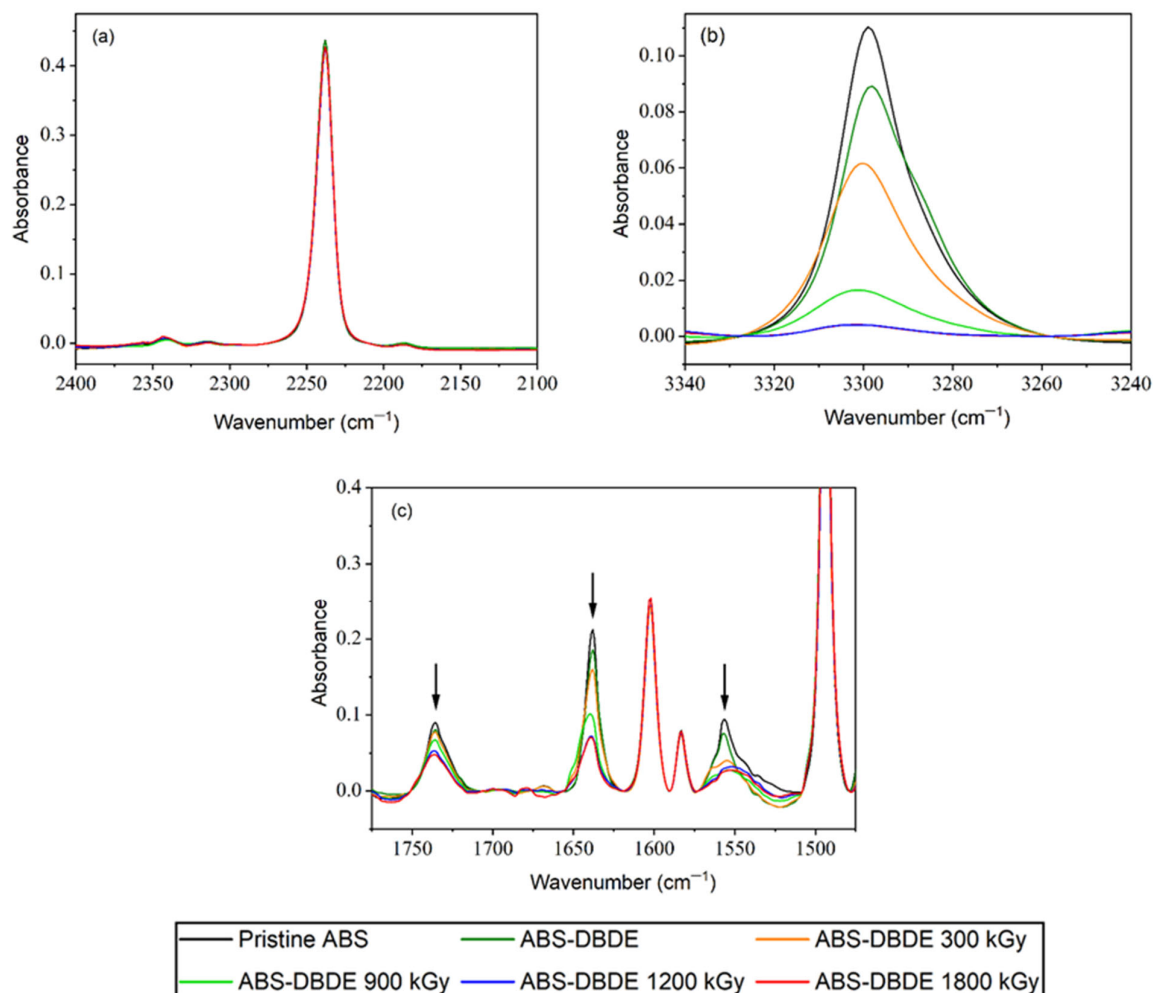 (a)
Absorbance
0.4
0.3
0.2
0.1
0.0
2400 2350 2300 2250 2200 2150 2100
Wavenumber (cm⁻¹)
(b)
Absorbance
0.10
0.08
0.06
0.04
0.02
0.00
3340 3320 3300 3280 3260 3240
Wavenumber (cm⁻¹)
(c)
Absorbance
0.4
0.3
0.2
0.1
0.0
1750 1700 1650 1600 1550 1500
Wavenumber (cm⁻¹)
Pristine ABS ABS-DBDE ABS-DBDE 300 kGy
ABS-DBDE 900 kGy ABS-DBDE 1200 kGy ABS-DBDE 1800 kGy